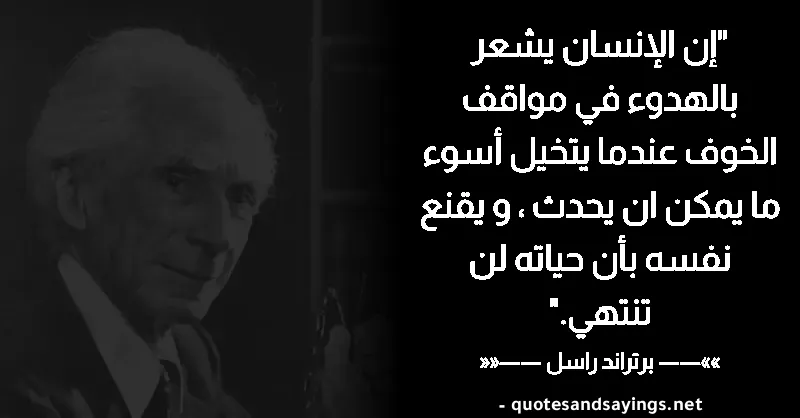 "إن الإنسان يشعر
بالهدوء في مواقف
الخوف عندما يتخيل أسوء
ما يمكن ان يحدث ، و يقنع
نفسه بأن حياته لن
تنتهي."
»»—— برتراند راسل ——««
- quotesandsayings.net